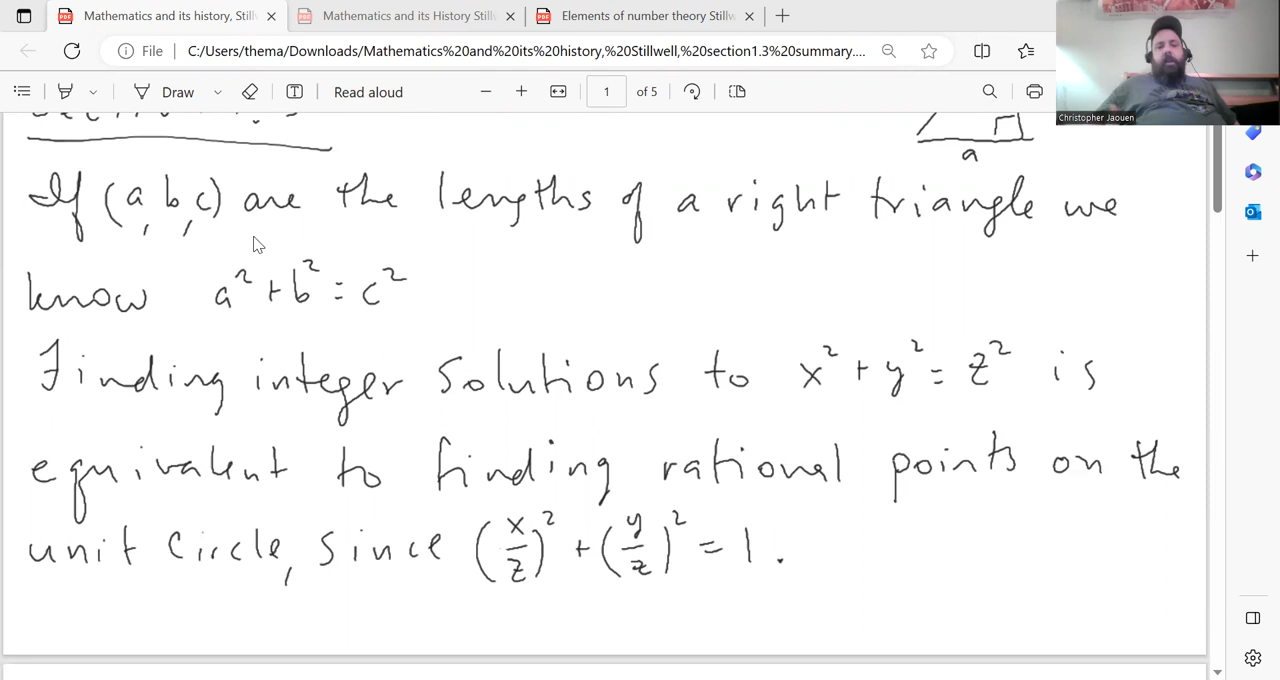 Mathematics and its history, Still
Mathematics and its History Still
Elements of number theory Stillw
File
C:/Users/thema/Downloads/Mathematics%20and%20its%20history,%20Stillwell,%20section1.3%20summary....
Draw
Read aloud
1 of 5
Christopher Jaouen
a
If (a, b, c) are the lengths of a right triangle we
know a² + b² = c²
Finding integer solutions to x² + y² = z² is
equivalent to finding rational points on the
unit circle, since (x/z)² + (y/z)² = 1.